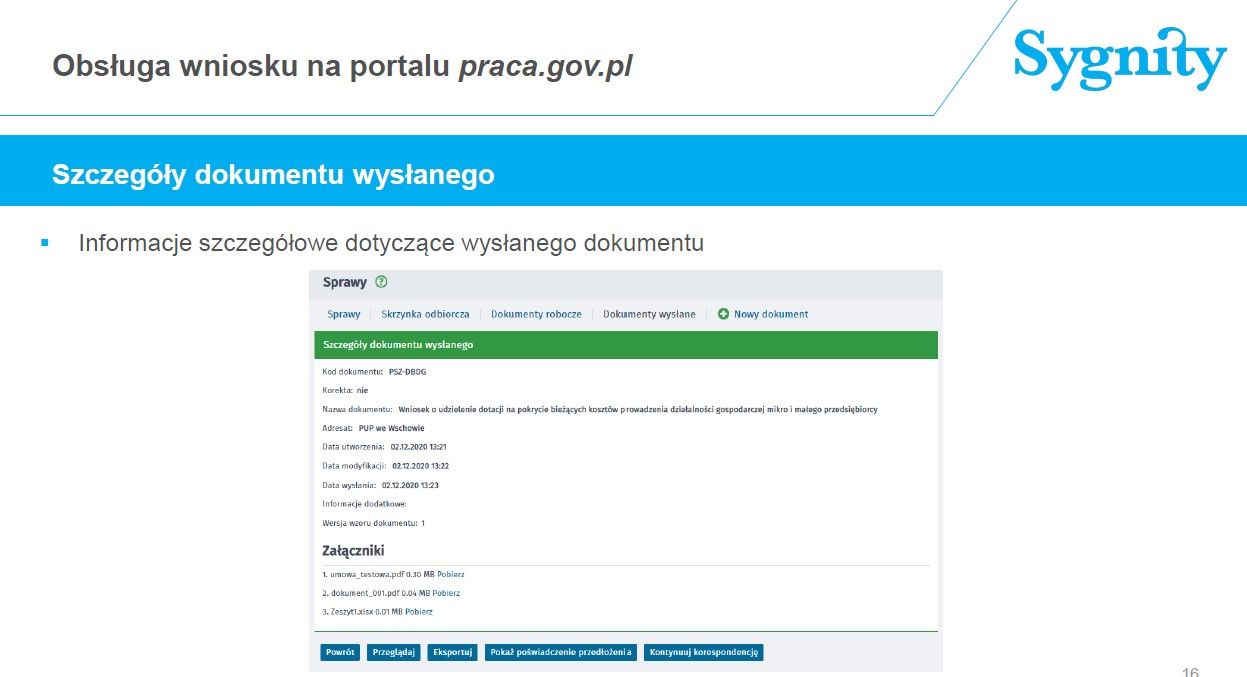 Obsługa wniosku na portalu praca.gov.pl
Sygnity
Szczegóły dokumentu wysłanego
Informacje szczegółowe dotyczące wysłanego dokumentu
Sprawy ?
Sprawy Skrzynka odbiorcza Dokumenty robocze Dokumenty wysłane Nowy dokument
Szczegóły dokumentu wysłanego
Kod dokumentu: PSZ-DBDG
Korekta: nie
Nazwa dokumentu: Wniosek o udzielenie dotacji na pokrycie bieżących kosztów prowadzenia działalności gospodarczej mikro i małego przedsiębiorcy
Adresat: PUP we Wschowie
Data utworzenia: 02.12.2020 13:21
Data modyfikacji: 02.12.2020 13:22
Data wysłania: 02.12.2020 13:23
Informacje dodatkowe:
Wersja wzoru dokumentu: 1
Załączniki
1. umowa_testowa.pdf 0.30 MB Pobierz
2. dokument_001.pdf 0.04 MB Pobierz
3. Zeszyt1.xlsx 0.01 MB Pobierz
Powrót Przeglądaj Eksportuj Pokaż poświadczenie przedłożenia Kontynuuj korespondencję
16